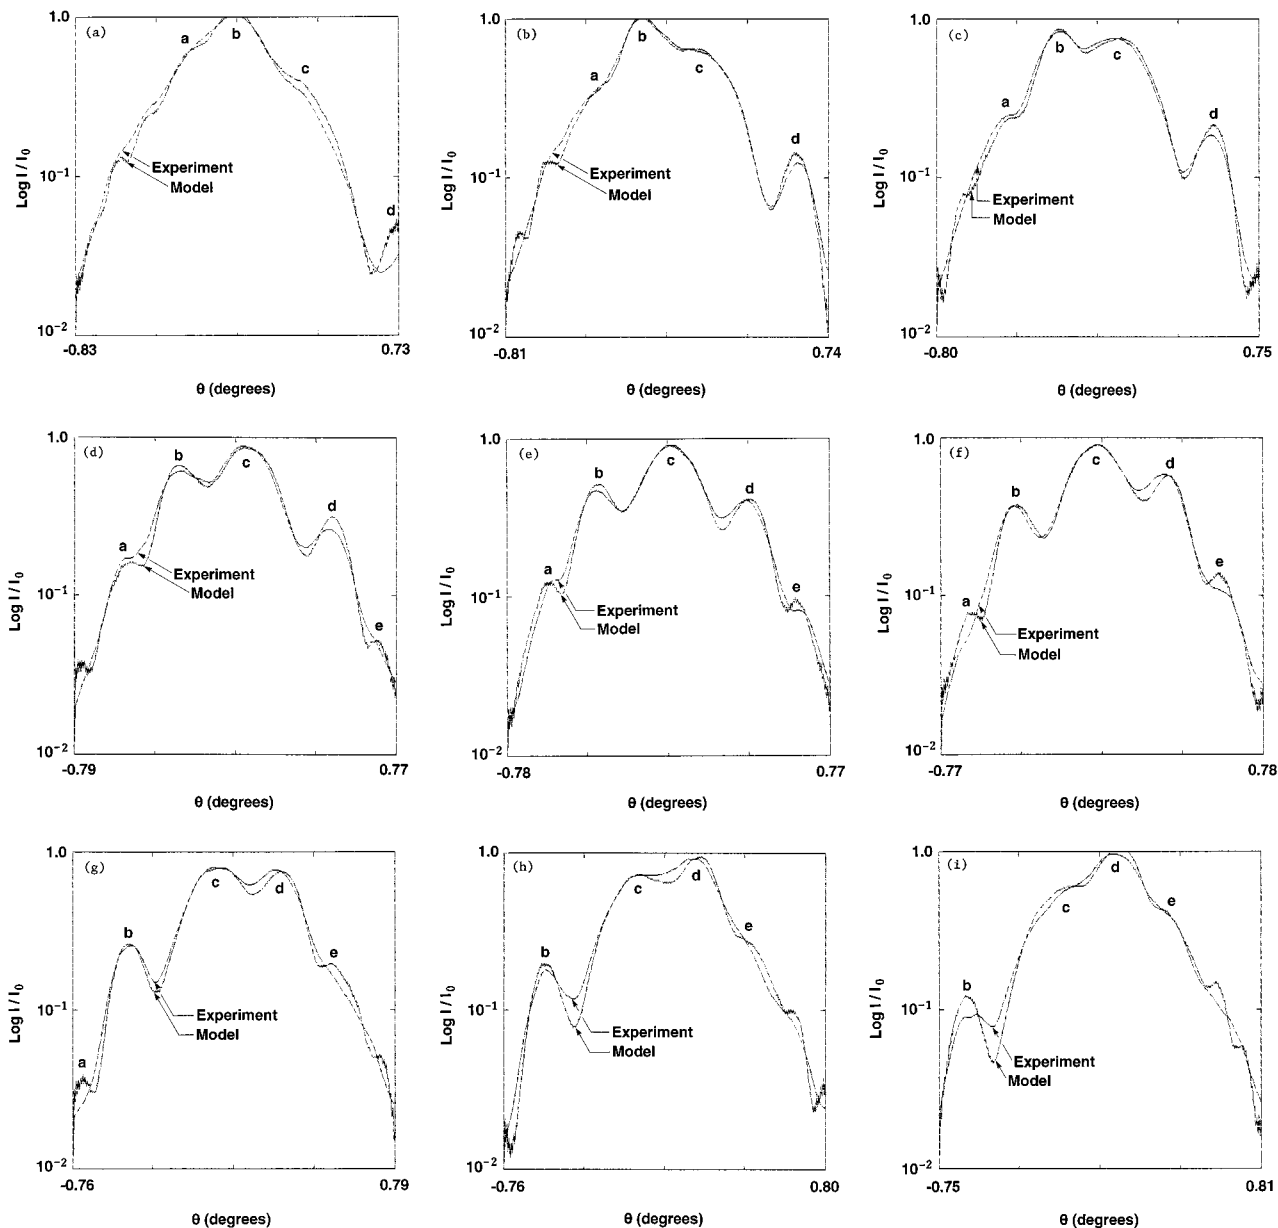 (a)
1.0
a
b
c
Log I / I0
10−1
Experiment
Model
d
10−2
-0.83
0.73
θ (degrees)
(b)
1.0
a
c
Log I / I0
10−1
Experiment
Model
d
10−2
-0.81
0.74
θ (degrees)
(c)
1.0
b
c
a
d
Log I / I0
10−1
Experiment
Model
10−2
-0.80
0.75
θ (degrees)
(d)
1.0
b
c
d
a
Log I / I0
Experiment
Model
10−1
e
10−2
-0.79
0.77
θ (degrees)
(e)
1.0
b
c
d
a
e
Log I / I0
10−1
Experiment
Model
10−2
-0.78
0.77
θ (degrees)
(f)
1.0
b
c
d
e
Log I / I0
10−1
a
Experiment
Model
10−2
-0.77
0.78
θ (degrees)
(g)
1.0
c
d
b
e
Log I / I0
10−1
Experiment
Model
a
10−2
-0.76
0.79
θ (degrees)
(h)
1.0
c
d
e
b
Log I / I0
10−1
Experiment
Model
10−2
-0.76
0.80
θ (degrees)
(i)
1.0
d
c
e
b
Log I / I0
10−1
Experiment
Model
10−2
-0.75
0.81
θ (degrees)